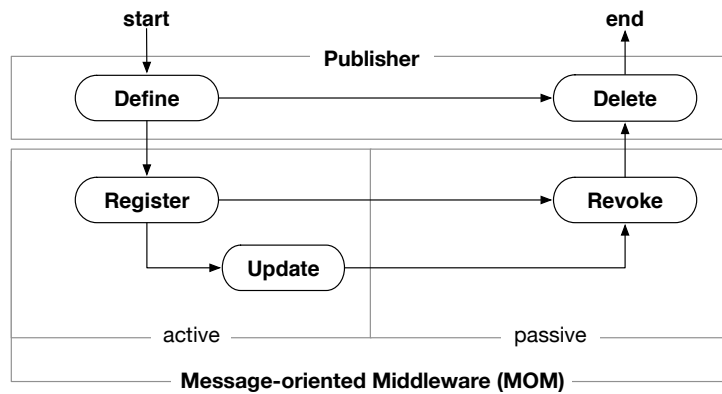 start
end
Publisher
Define
Delete
Register
Revoke
Update
active
passive
Message-oriented Middleware (MOM)